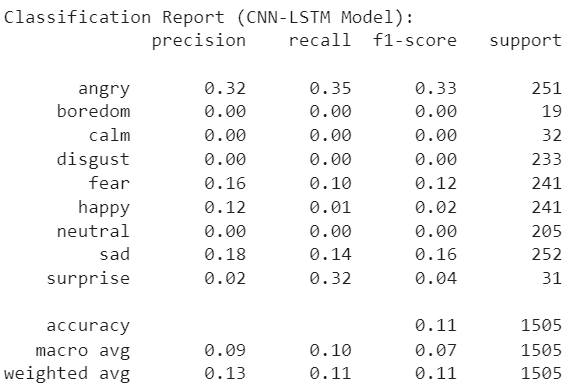 Classification Report (CNN-LSTM Model):
precision recall f1-score support
angry 0.32 0.35 0.33 251
boredom 0.00 0.00 0.00 19
calm 0.00 0.00 0.00 32
disgust 0.00 0.00 0.00 233
fear 0.16 0.10 0.12 241
happy 0.12 0.01 0.02 241
neutral 0.00 0.00 0.00 205
sad 0.18 0.14 0.16 252
surprise 0.02 0.32 0.04 31
accuracy 0.11 1505
macro avg 0.09 0.10 0.07 1505
weighted avg 0.13 0.11 0.11 1505